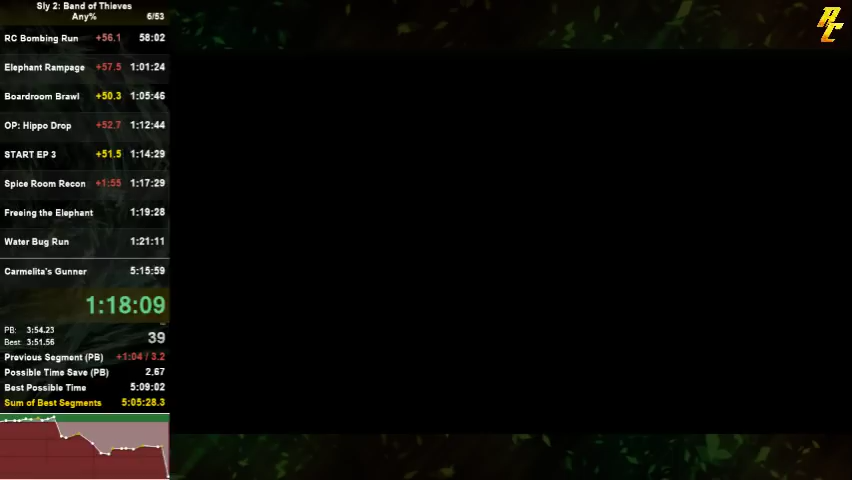 Sly 2: Band of Thieves
Any% 6/53
RC Bombing Run +56.1 58:02
Elephant Rampage +57.5 1:01:24
Boardroom Brawl +50.3 1:05:46
OP: Hippo Drop +52.7 1:12:44
START EP 3 +51.5 1:14:29
Spice Room Recon +1:55 1:17:29
Freeing the Elephant 1:19:28
Water Bug Run 1:21:11
Carmelita's Gunner 5:15:59
1:18:09
PB: 3:54.23
Best: 3:51.56
39
Previous Segment (PB) +1:04 / 3.2
Possible Time Save (PB) 2.67
Best Possible Time 5:09:02
Sum of Best Segments 5:05:28.3